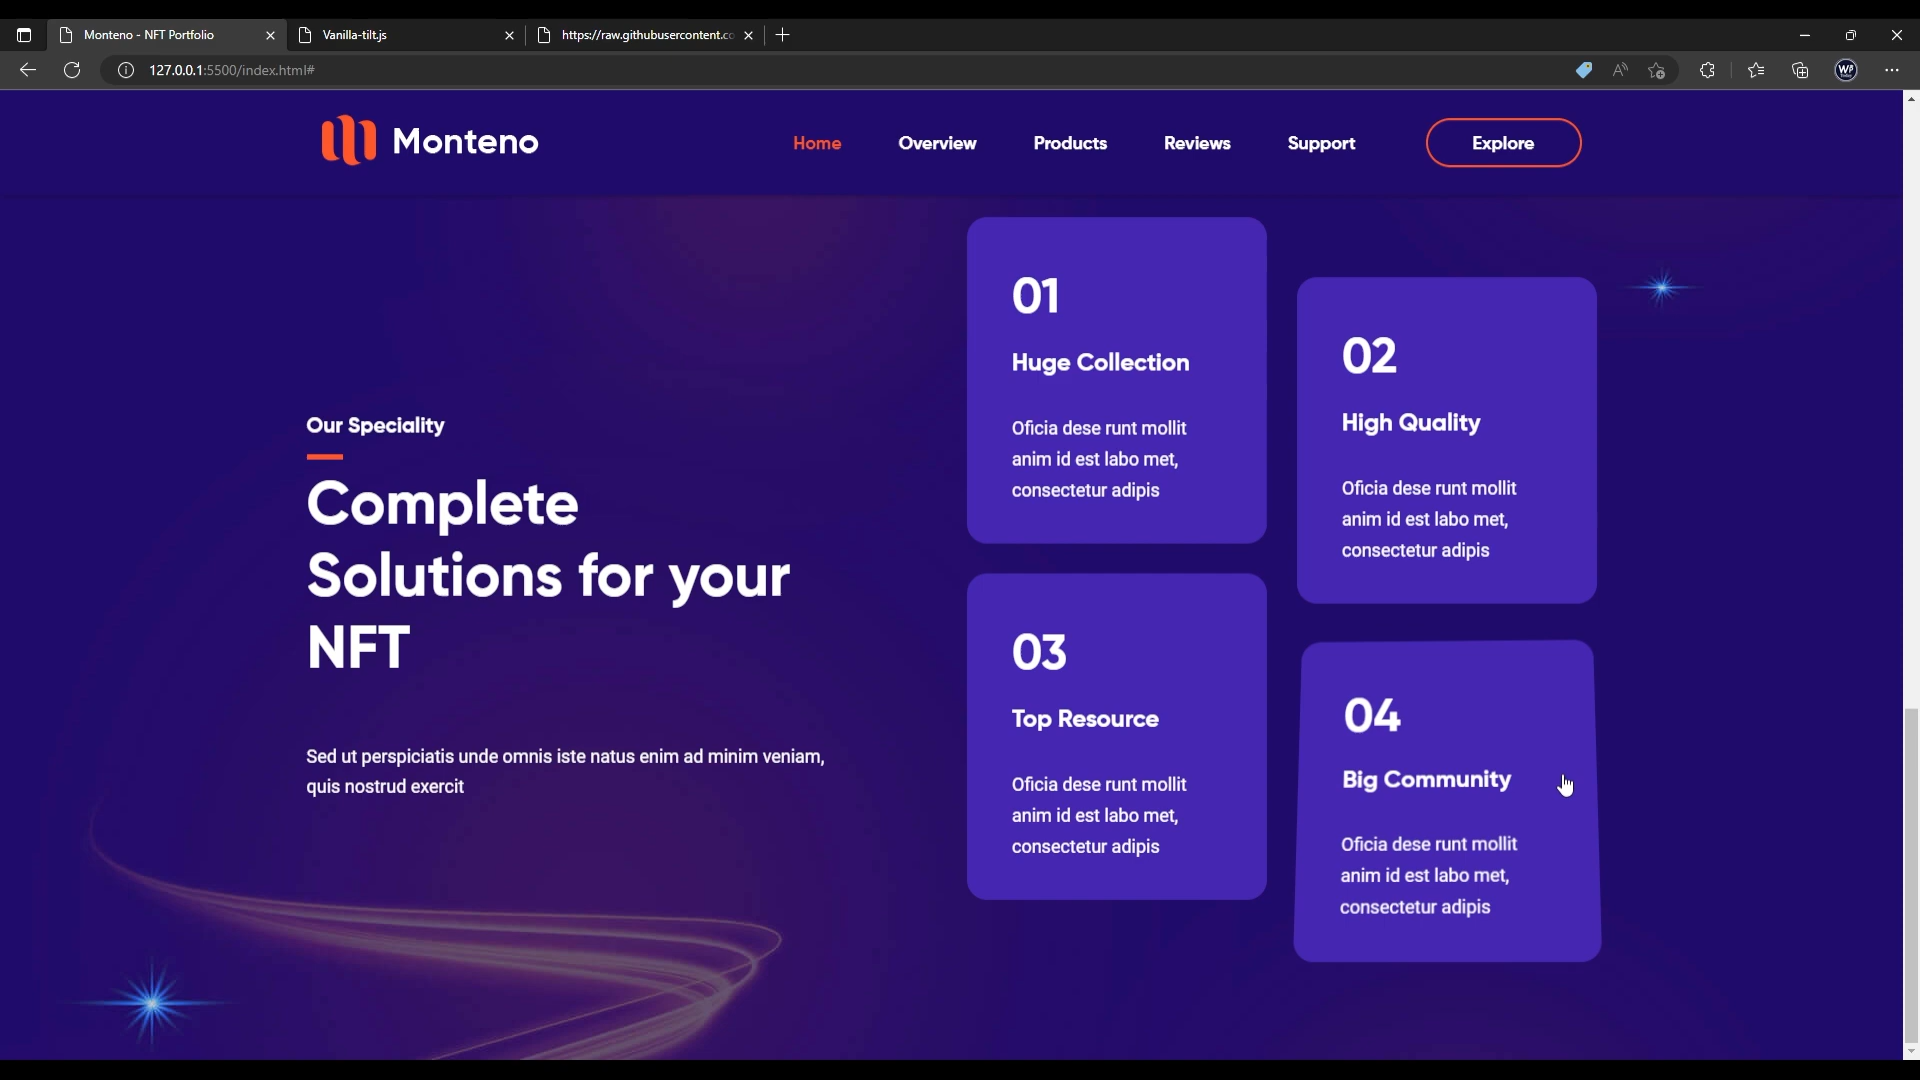 Monteno - NFT Portfolio
Vanilla-tilt.js
https://raw.githubusercontent.co
127.0.0.1:5500/index.html#
Monteno
Home
Overview
Products
Reviews
Support
Explore
Our Speciality
Complete
Solutions for your
NFT
Sed ut perspiciatis unde omnis iste natus enim ad minim veniam,
quis nostrud exercit
01
Huge Collection
Oficia dese runt mollit
anim id est labo met,
consectetur adipis
02
High Quality
Oficia dese runt mollit
anim id est labo met,
consectetur adipis
03
Top Resource
Oficia dese runt mollit
anim id est labo met,
consectetur adipis
04
Big Community
Oficia dese runt mollit
anim id est labo met,
consectetur adipis